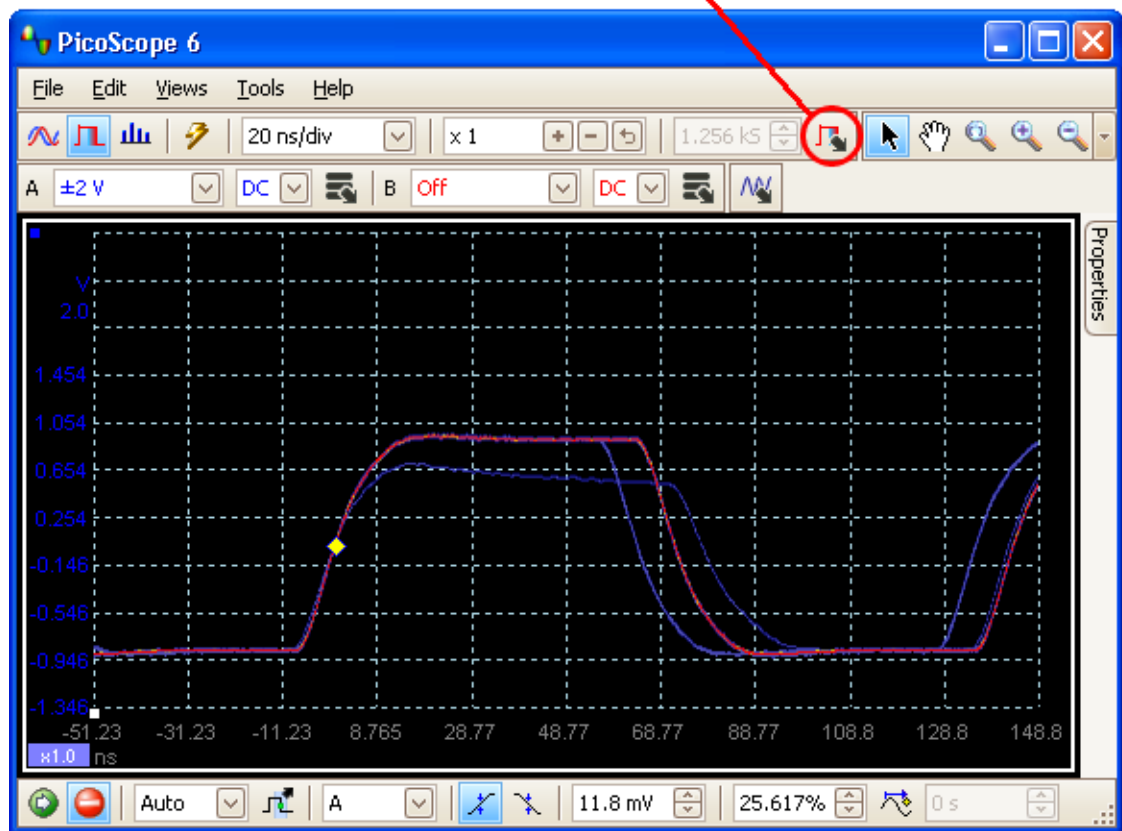 PicoScope 6
File Edit Views Tools Help
20 ns/div x 1 + - 1.256 kS
A ±2 V DC B Off DC
V
2.0
1.454
1.054
0.654
0.254
-0.146
-0.546
-0.946
-1.346
-51.23 -31.23 -11.23 8.765 28.77 48.77 68.77 88.77 108.8 128.8 148.8
x1.0 ns
Properties
Auto A 11.8 mV 25.617% 0 s